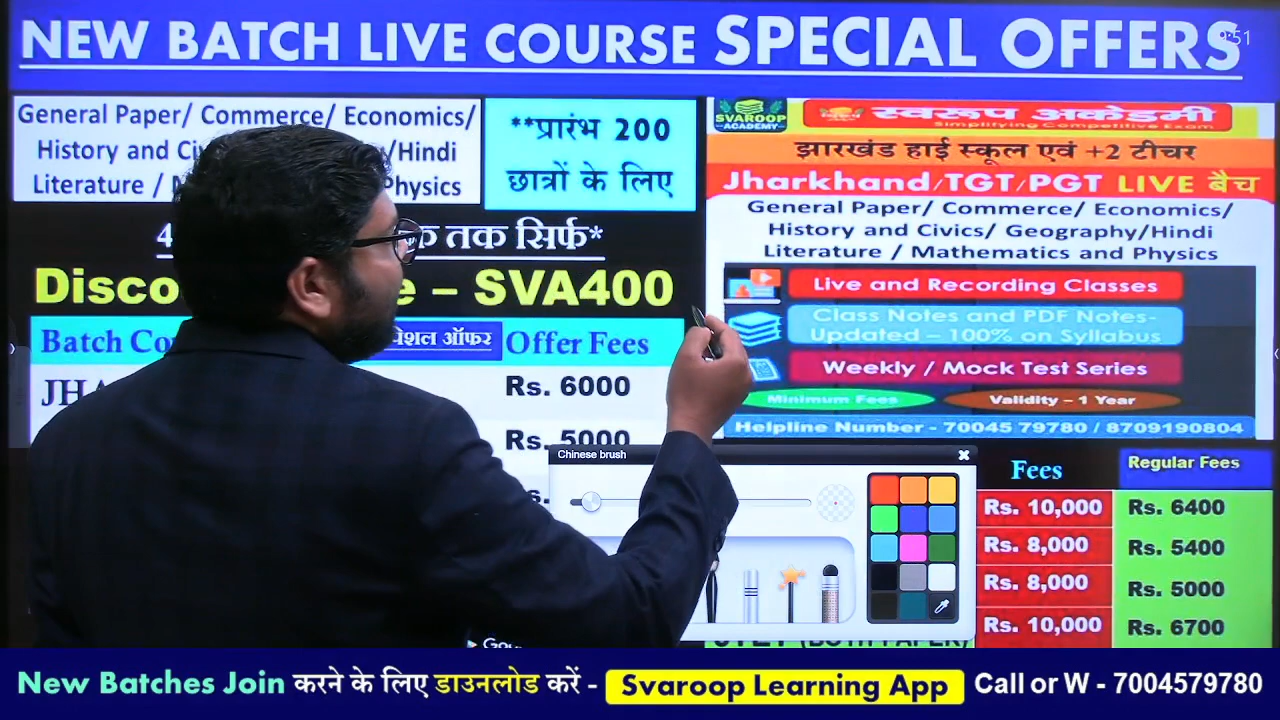 NEW BATCH LIVE COURSE SPECIAL OFFERS
General Paper/ Commerce/ Economics/
History and /Hindi
Literature / Physics
**प्रारंभ 200
छात्रों के लिए
तक सिर्फ*
– SVA400
Batch ऑफर Offer Fees
Rs. 6000
Rs. 5000
SVAROOP
ACADEMY
स्वरूप अकेडमी
Simplifying Competitive Exam
झारखंड हाई स्कूल एवं +2 टीचर
Jharkhand/TGT/PGT LIVE बैच
General Paper/ Commerce/ Economics/
History and Civics/ Geography/Hindi
Literature / Mathematics and Physics
Live and Recording Classes
Class Notes and PDF Notes-
Updated – 100% on Syllabus
Weekly / Mock Test Series
Minimum Fees Validity – 1 Year
Helpline Number - 70045 79780 / 8709190804
Chinese brush
Fees Regular Fees
Rs. 10,000 Rs. 6400
Rs. 8,000 Rs. 5400
Rs. 8,000 Rs. 5000
Rs. 10,000 Rs. 6700
New Batches Join करने के लिए डाउनलोड करें - Svaroop Learning App Call or W - 7004579780